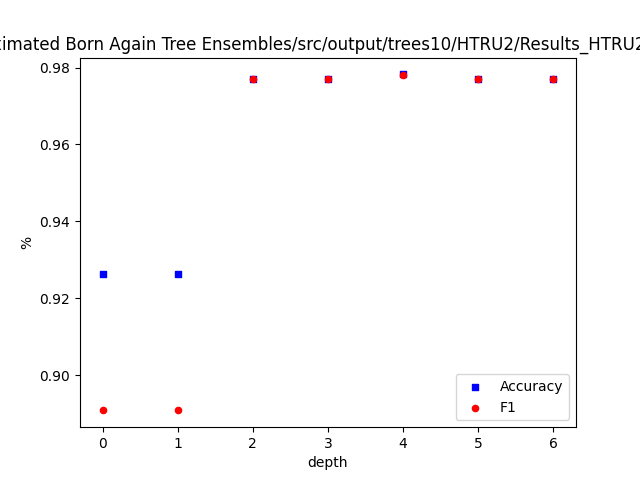 Born Again Tree Ensembles/src/output/trees10/HTRU2/Results_HTRU2
0.98
0.96
0.94
0.92
0.90
%
0 1 2 3 4 5 6
depth
Accuracy
F1